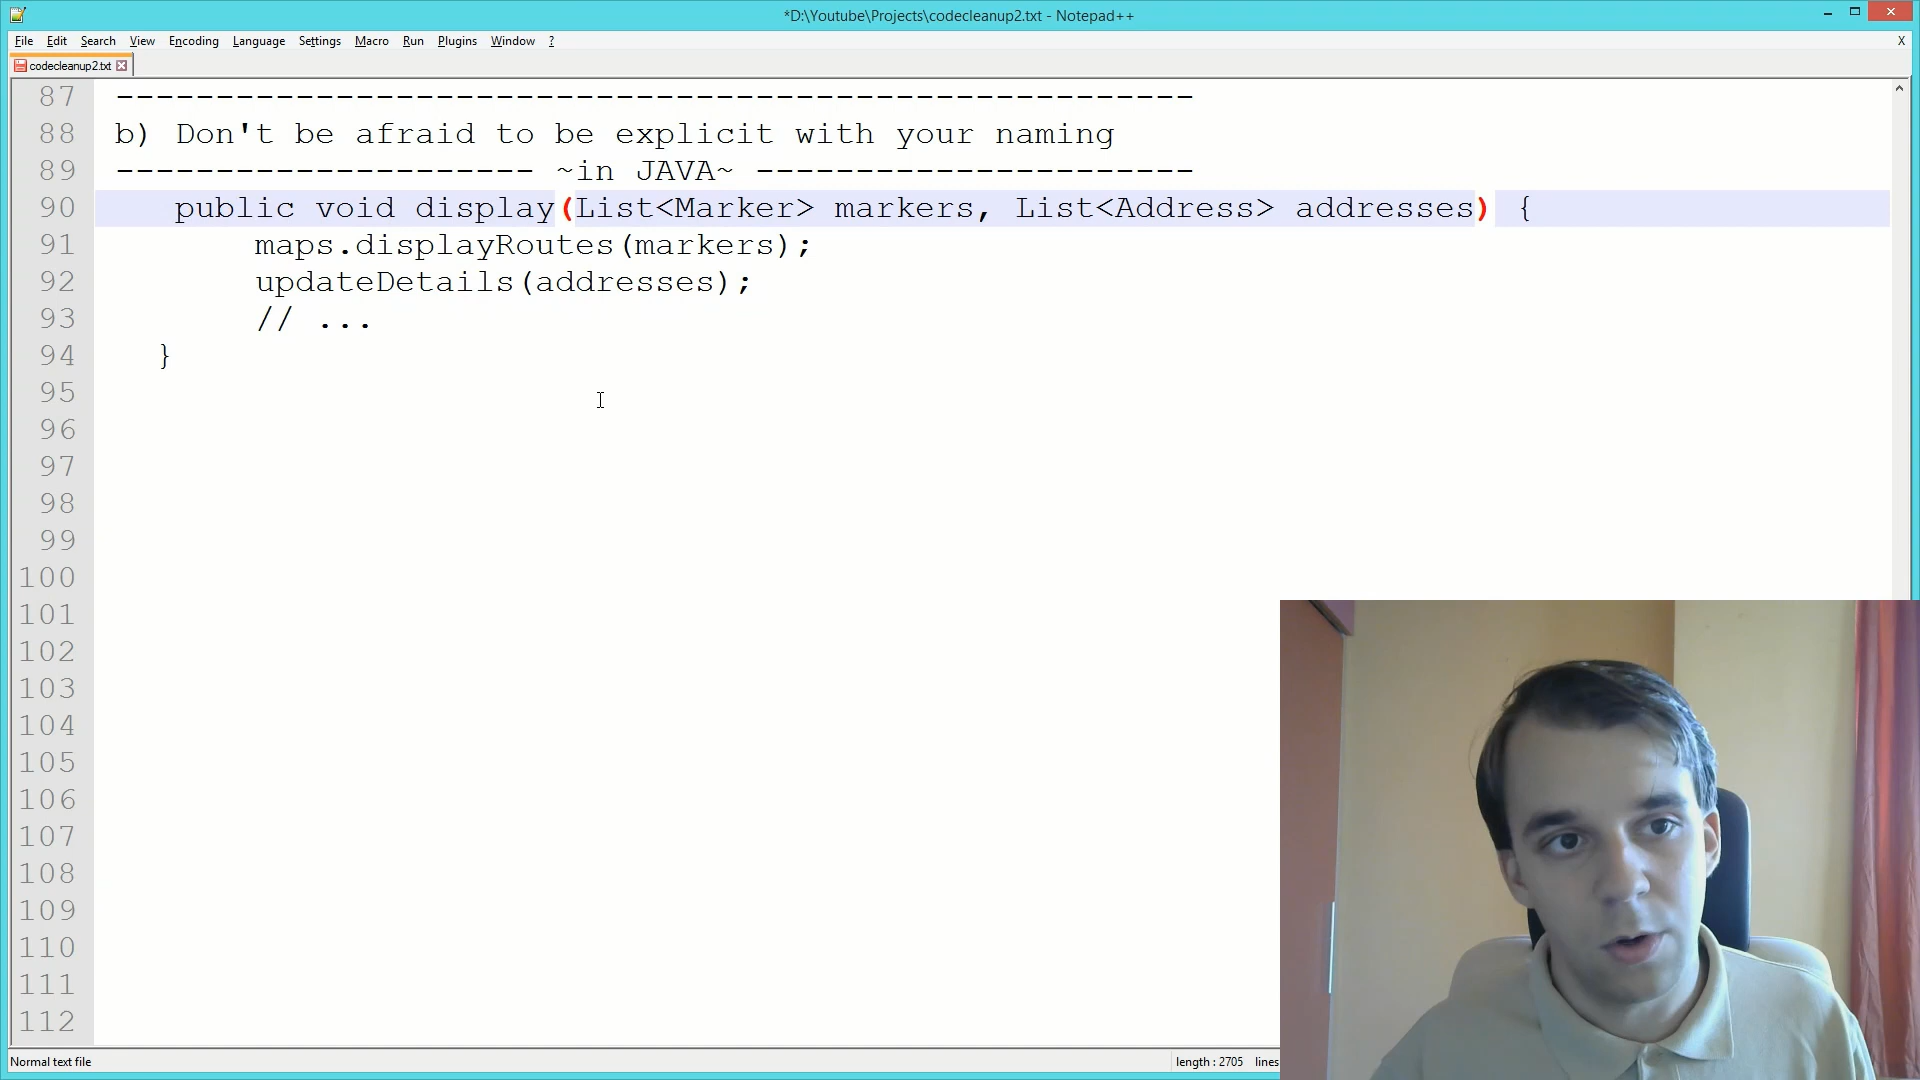 *D:\Youtube\Projects\codecleanup2.txt - Notepad++
File Edit Search View Encoding Language Settings Macro Run Plugins Window ? X
codecleanup2.txt
87 ------------------------------------------------------
88 b) Don't be afraid to be explicit with your naming
89 --------------------- ~in JAVA~ ----------------------
90 public void display(List<Marker> markers, List<Address> addresses) {
91 maps.displayRoutes(markers);
92 updateDetails(addresses);
93 // ...
94 }
95
96
97
98
99
100
101
102
103
104
105
106
107
108
109
110
111
112
Normal text file length : 2705 lines